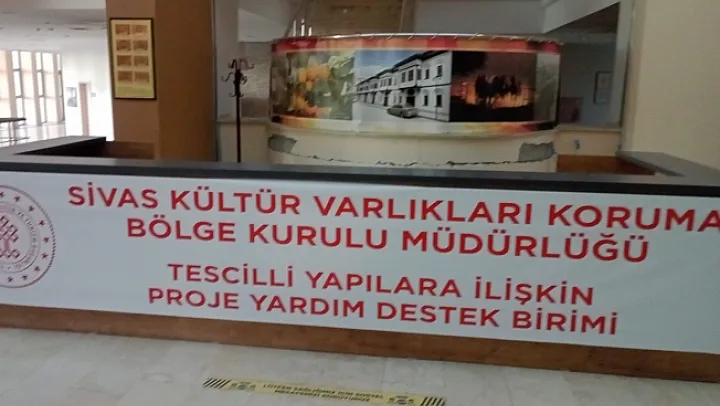 SİVAS KÜLTÜR VARLIKLARI KORUMA
BÖLGE KURULU MÜDÜRLÜĞÜ
TESCİLLİ YAPILARA İLİŞKİN
PROJE YARDIM DESTEK BİRİMİ